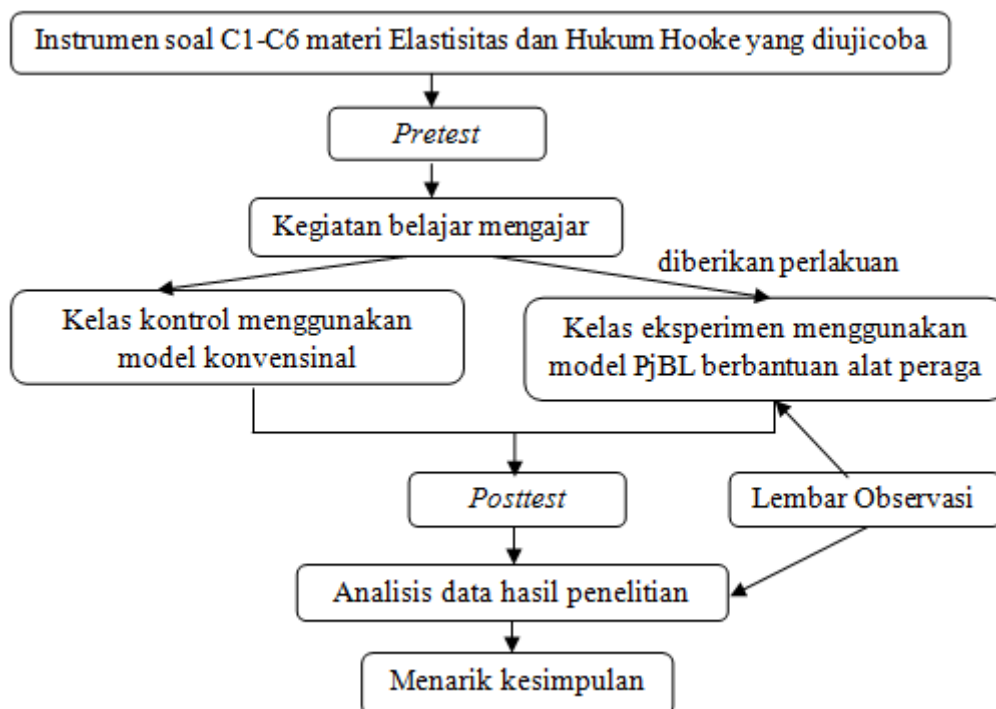 Instrumen soal C1-C6 materi Elastisitas dan Hukum Hooke yang diujicoba
Pretest
Kegiatan belajar mengajar
diberikan perlakuan
Kelas kontrol menggunakan
model konvensinal
Kelas eksperimen menggunakan
model PjBL berbantuan alat peraga
Posttest
Lembar Observasi
Analisis data hasil penelitian
Menarik kesimpulan